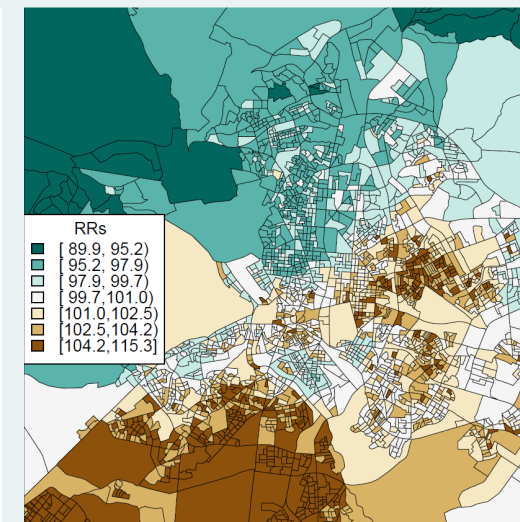 RRs
[ 89.9, 95.2)
[ 95.2, 97.9)
[ 97.9, 99.7)
[ 99.7,101.0)
[101.0,102.5)
[102.5,104.2)
[104.2,115.3]